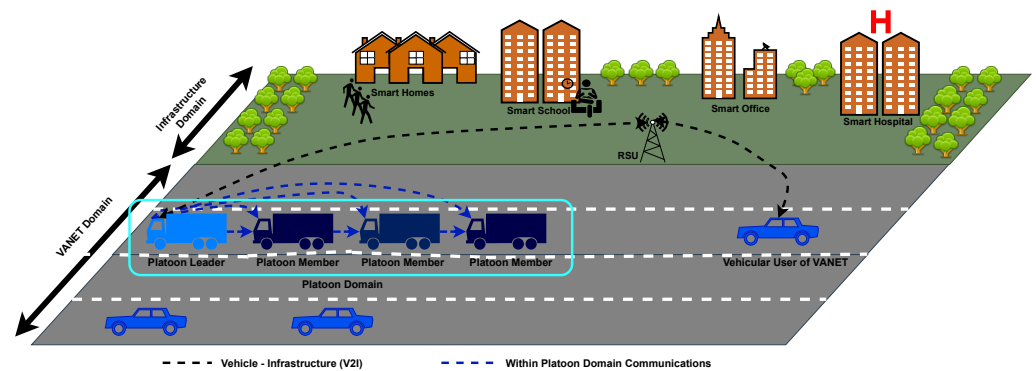 H
Smart Homes
Smart School
Smart Office
Smart Hospital
Infrastructure
Domain
RSU
VANET Domain
Platoon Leader
Platoon Member
Platoon Member
Platoon Member
Vehicular User of VANET
Platoon Domain
Vehicle - Infrastructure (V2I)
Within Platoon Domain Communications